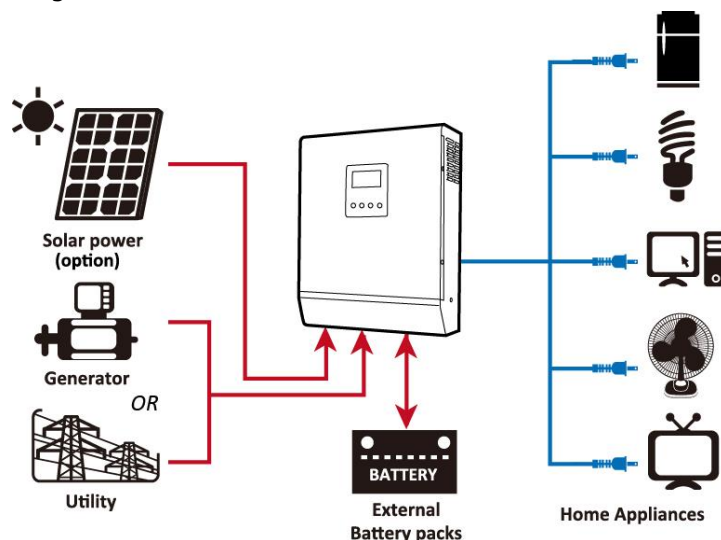 Solar power
(option)
Generator
OR
Utility
BATTERY
External
Battery packs
Home Appliances